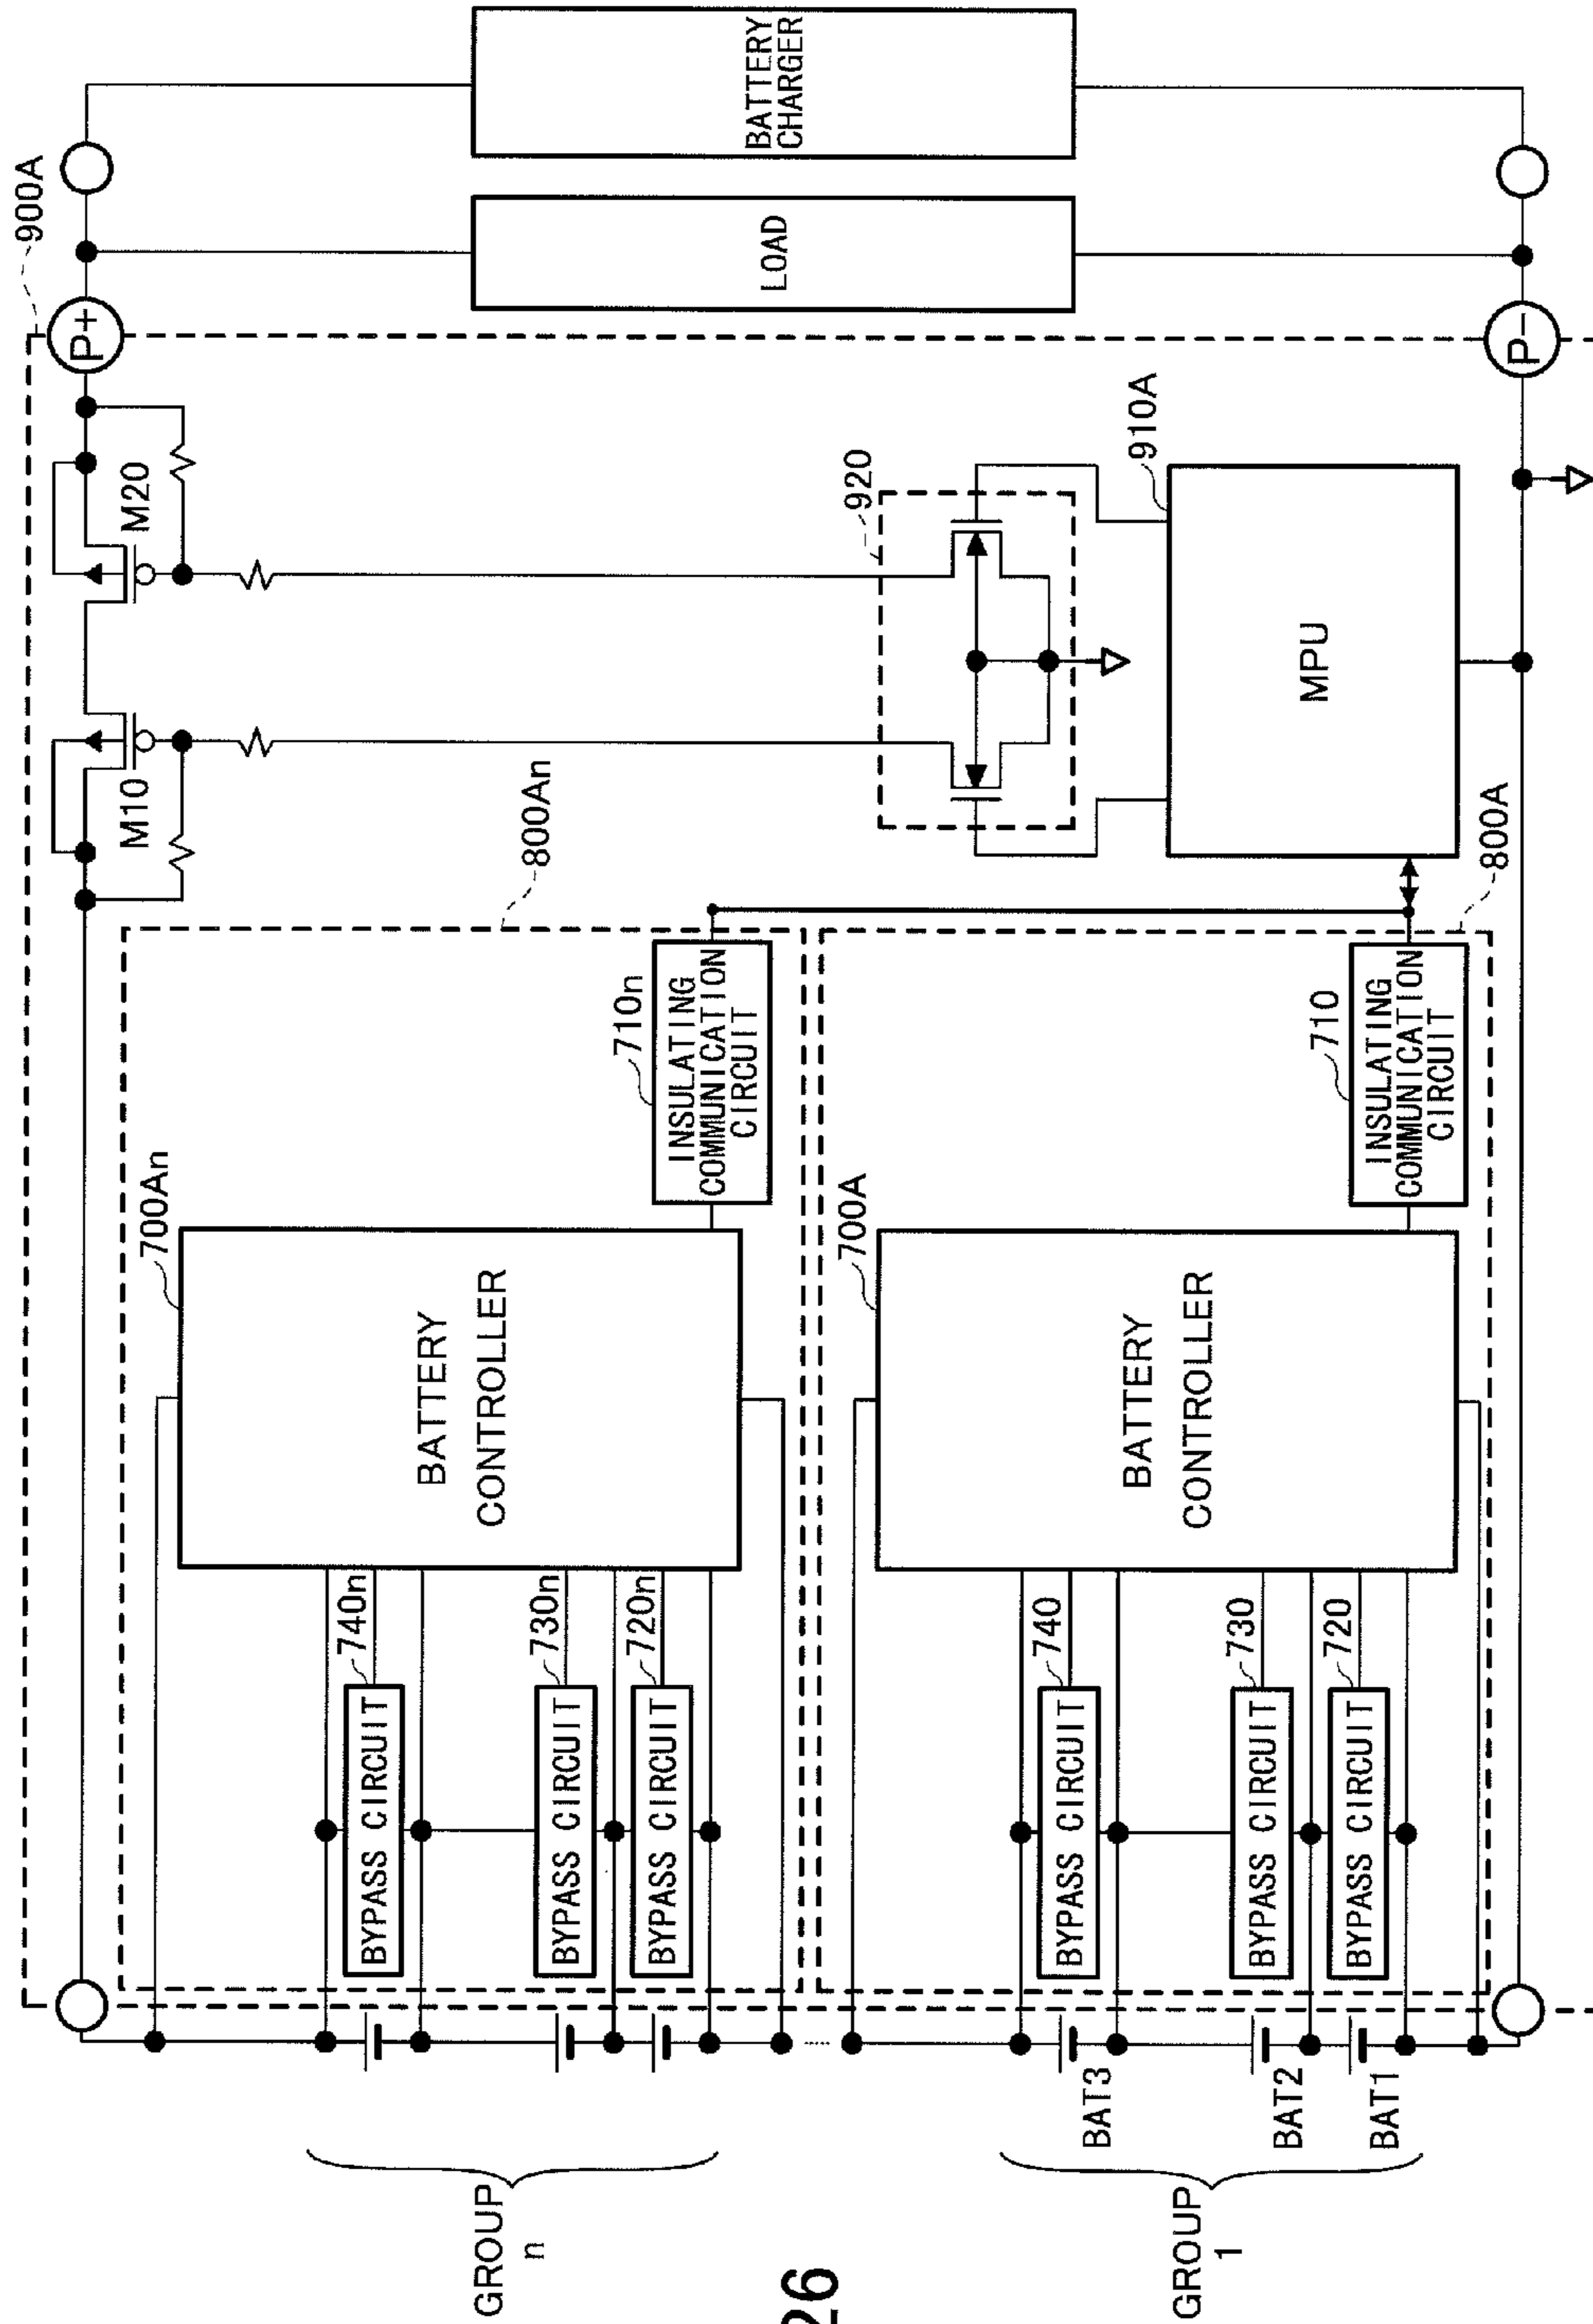 26
900A
P+
M10
M20
800An
700An
BATTERY
CONTROLLER
710n
INSULATING
COMMUNICATION
CIRCUIT
740n
BYPASS CIRCUIT
730n
BYPASS CIRCUIT
720n
BYPASS CIRCUIT
GROUP
n
920
910A
MPU
LOAD
BATTERY
CHARGER
700A
BATTERY
CONTROLLER
710
INSULATING
COMMUNICATION
CIRCUIT
800A
740
BYPASS CIRCUIT
730
BYPASS CIRCUIT
720
BYPASS CIRCUIT
BAT3
BAT2
BAT1
GROUP
1
P-